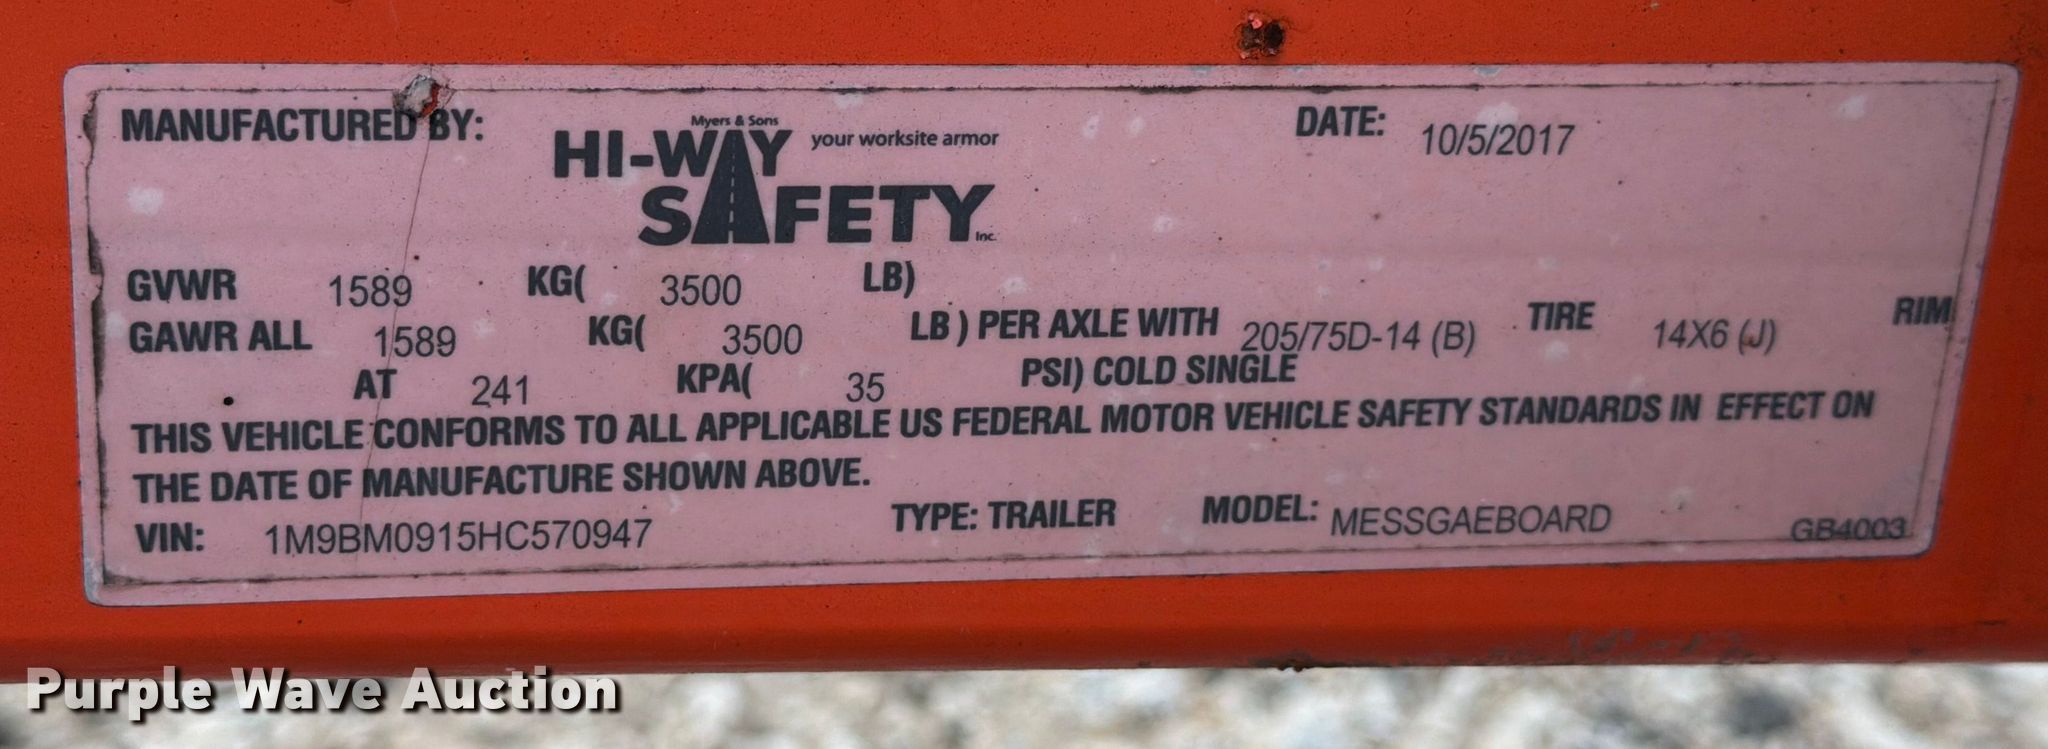 MANUFACTURED BY:
Myers & Sons
HI-WAY
SAFETY Inc.
your worksite armor
DATE: 10/5/2017
GVWR 1589 KG( 3500 LB)
GAWR ALL 1589 KG( 3500 LB ) PER AXLE WITH 205/75D-14 (B) TIRE 14X6 (J) RIM
AT 241 KPA( 35 PSI) COLD SINGLE
THIS VEHICLE CONFORMS TO ALL APPLICABLE US FEDERAL MOTOR VEHICLE SAFETY STANDARDS IN EFFECT ON
THE DATE OF MANUFACTURE SHOWN ABOVE.
VIN: 1M9BM0915HC570947 TYPE: TRAILER MODEL: MESSGAEBOARD GB4003
Purple Wave Auction